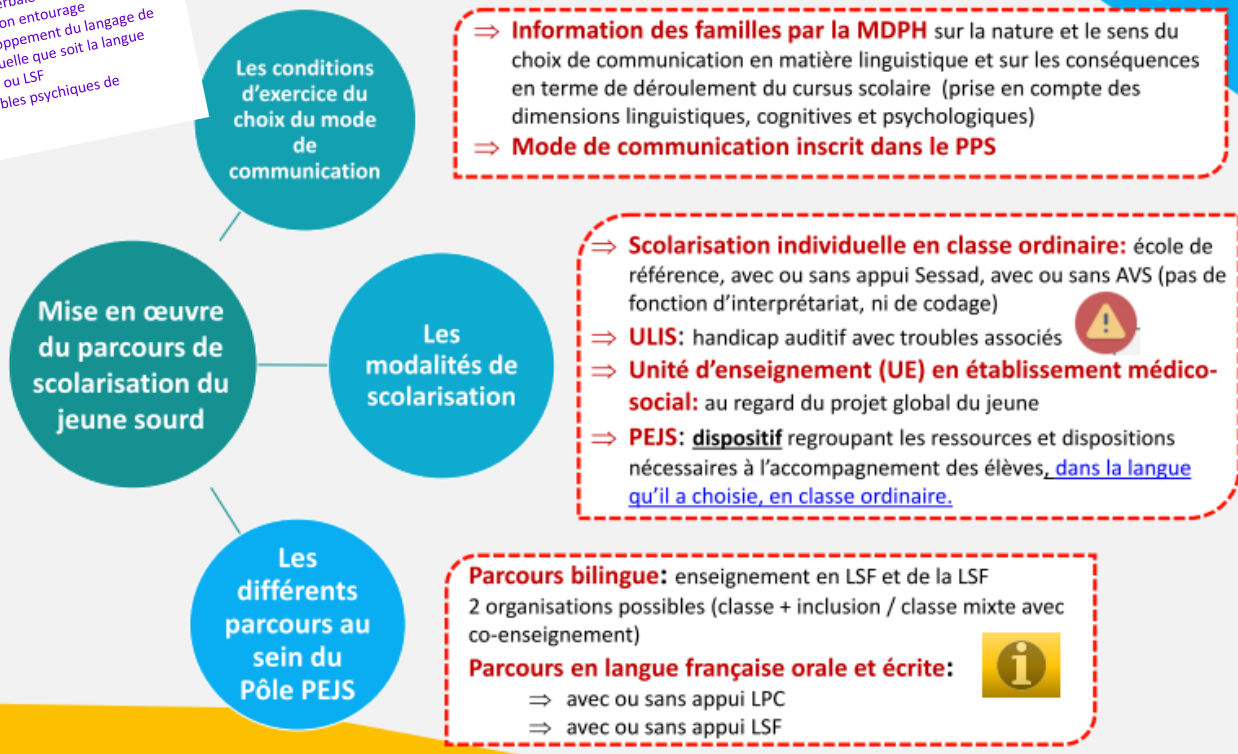 on entourage
oppement du langage de
uelle que soit la langue
ou LSF
bles psychiques de
Les conditions
d'exercice du
choix du mode
de
communication
⇒ Information des familles par la MDPH sur la nature et le sens du
choix de communication en matière linguistique et sur les conséquences
en terme de déroulement du cursus scolaire (prise en compte des
dimensions linguistiques, cognitives et psychologiques)
⇒ Mode de communication inscrit dans le PPS
Mise en œuvre
du parcours de
scolarisation du
jeune sourd
Les
modalités de
scolarisation
⇒ Scolarisation individuelle en classe ordinaire: école de
référence, avec ou sans appui Sessad, avec ou sans AVS (pas de
fonction d'interprétariat, ni de codage)
⇒ ULIS: handicap auditif avec troubles associés
⇒ Unité d'enseignement (UE) en établissement médico-
social: au regard du projet global du jeune
⇒ PEJS: dispositif regroupant les ressources et dispositions
nécessaires à l'accompagnement des élèves, dans la langue
qu'il a choisie, en classe ordinaire.
Les
différents
parcours au
sein du
Pôle PEJS
Parcours bilingue: enseignement en LSF et de la LSF
2 organisations possibles (classe + inclusion / classe mixte avec
co-enseignement)
Parcours en langue française orale et écrite:
⇒ avec ou sans appui LPC
⇒ avec ou sans appui LSF